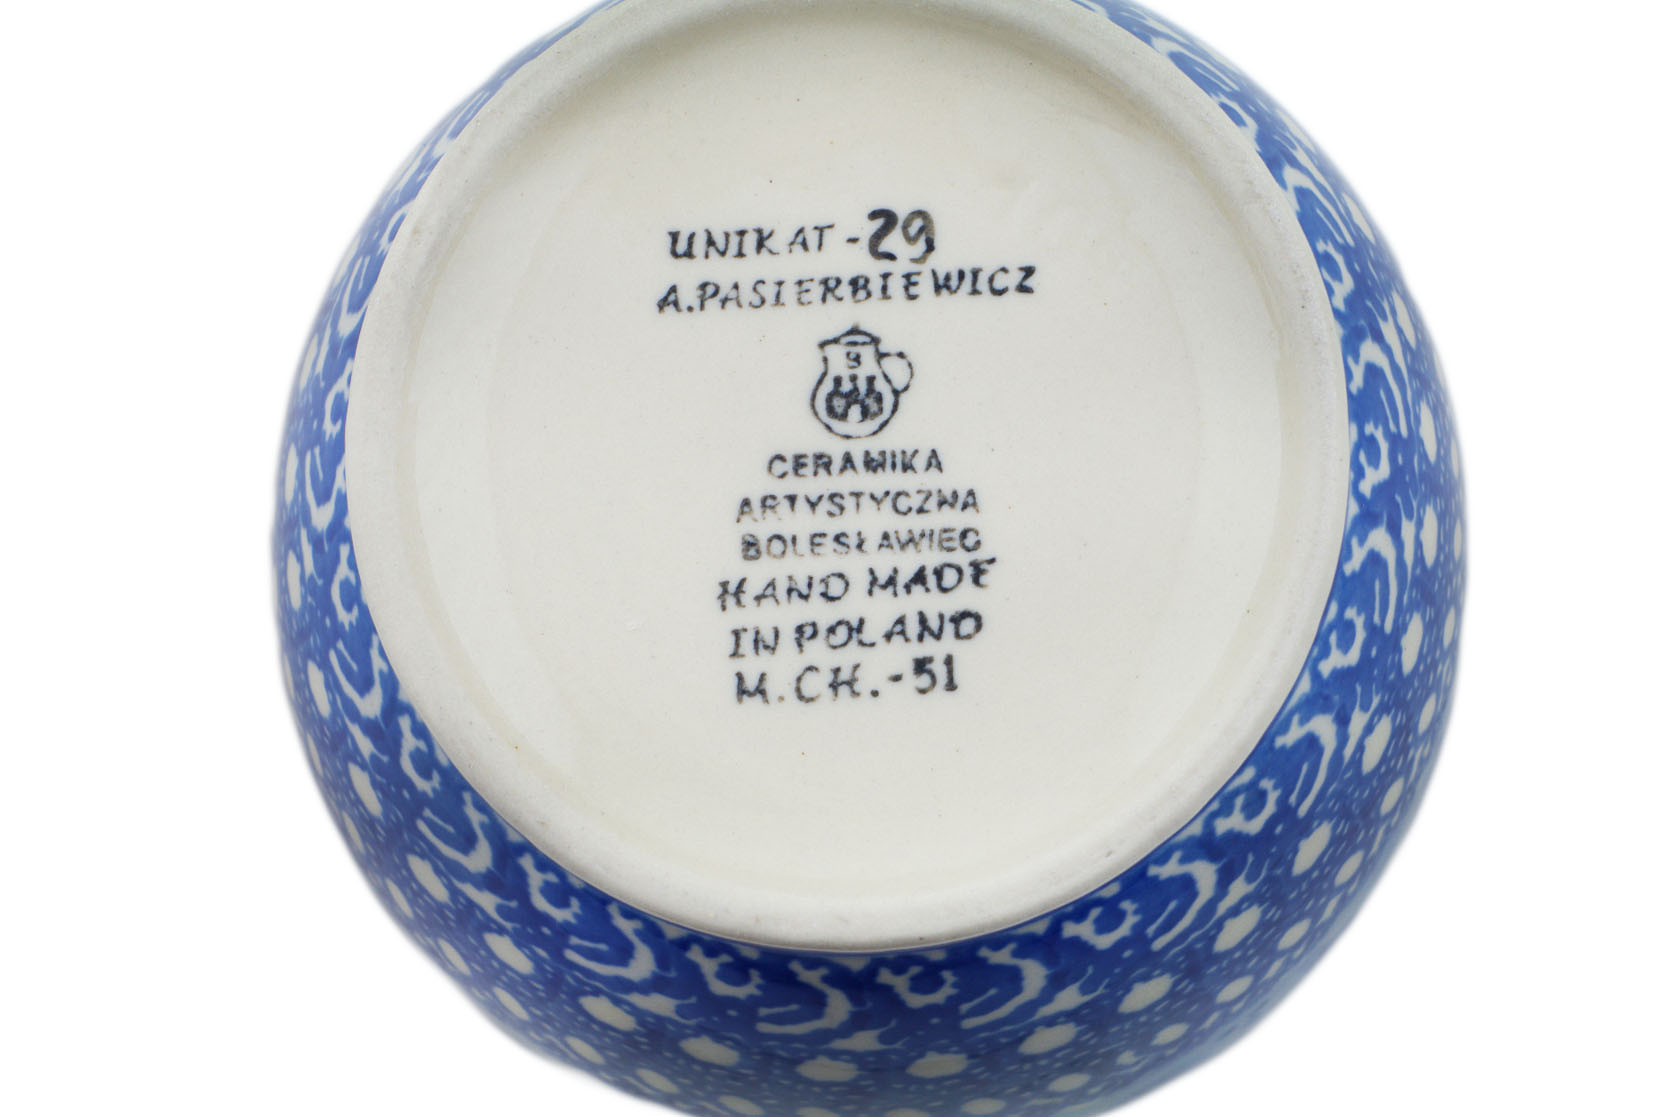 UNIKAT -29
A.PASIERBIEWICZ
B
CERAMIKA
ARTYSTYCZNA
BOLESŁAWIEC
HAND MADE
IN POLAND
M.CH.-51